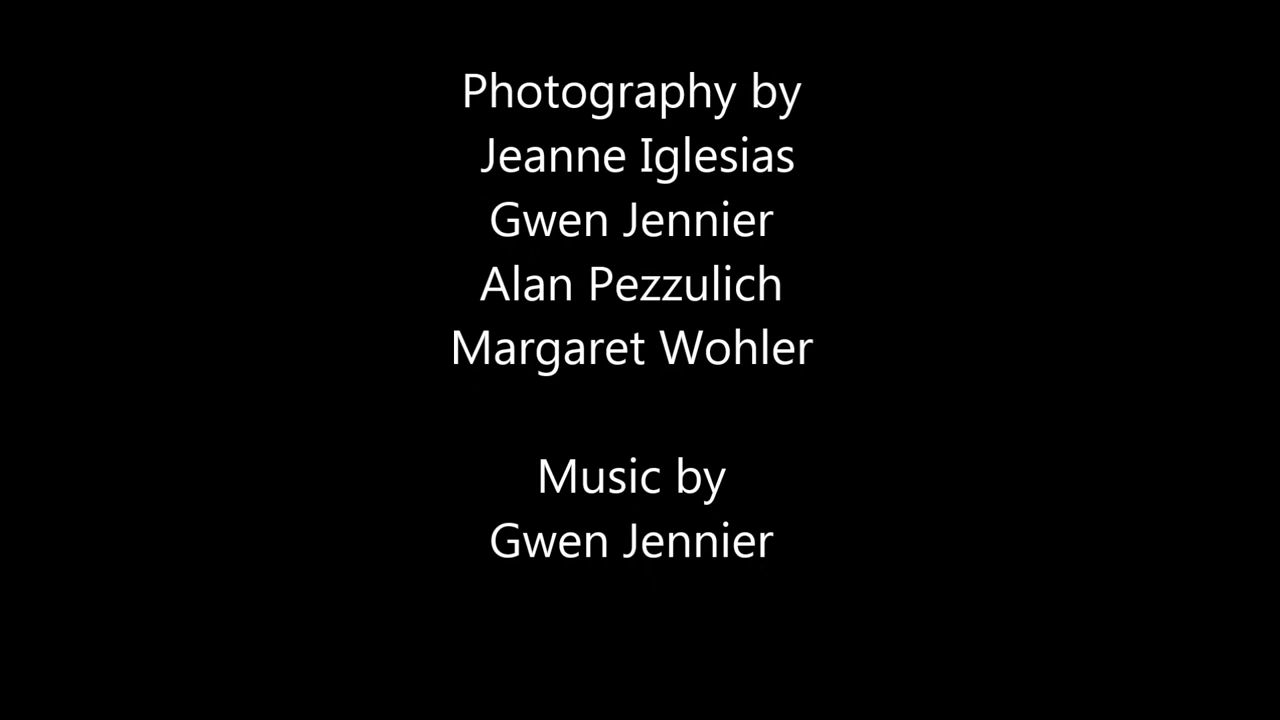 Photography by
Jeanne Iglesias
Gwen Jennier
Alan Pezzulich
Margaret Wohler
Music by
Gwen Jennier